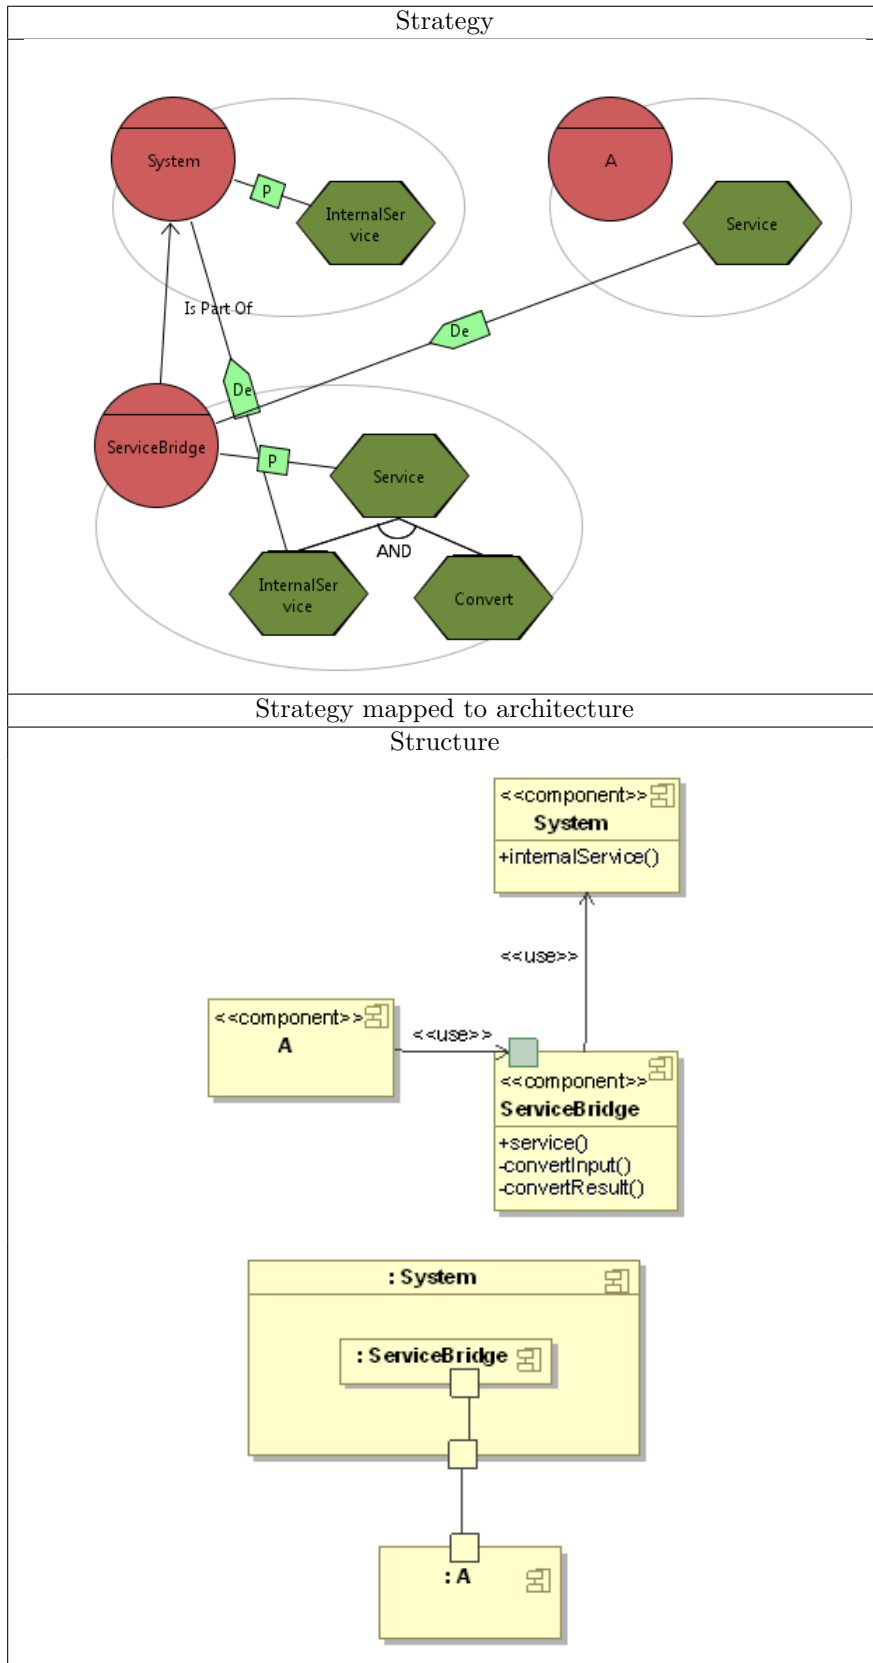 Strategy
System
P
InternalSer
vice
A
Service
Is Part Of
De
De
ServiceBridge
P
Service
AND
InternalSer
vice
Convert
Strategy mapped to architecture
Structure
<<component>>
System
+internalService()
<<use>>
<<component>>
A
<<use>>
<<component>>
ServiceBridge
+service()
-convertInput()
-convertResult()
: System
: ServiceBridge
: A